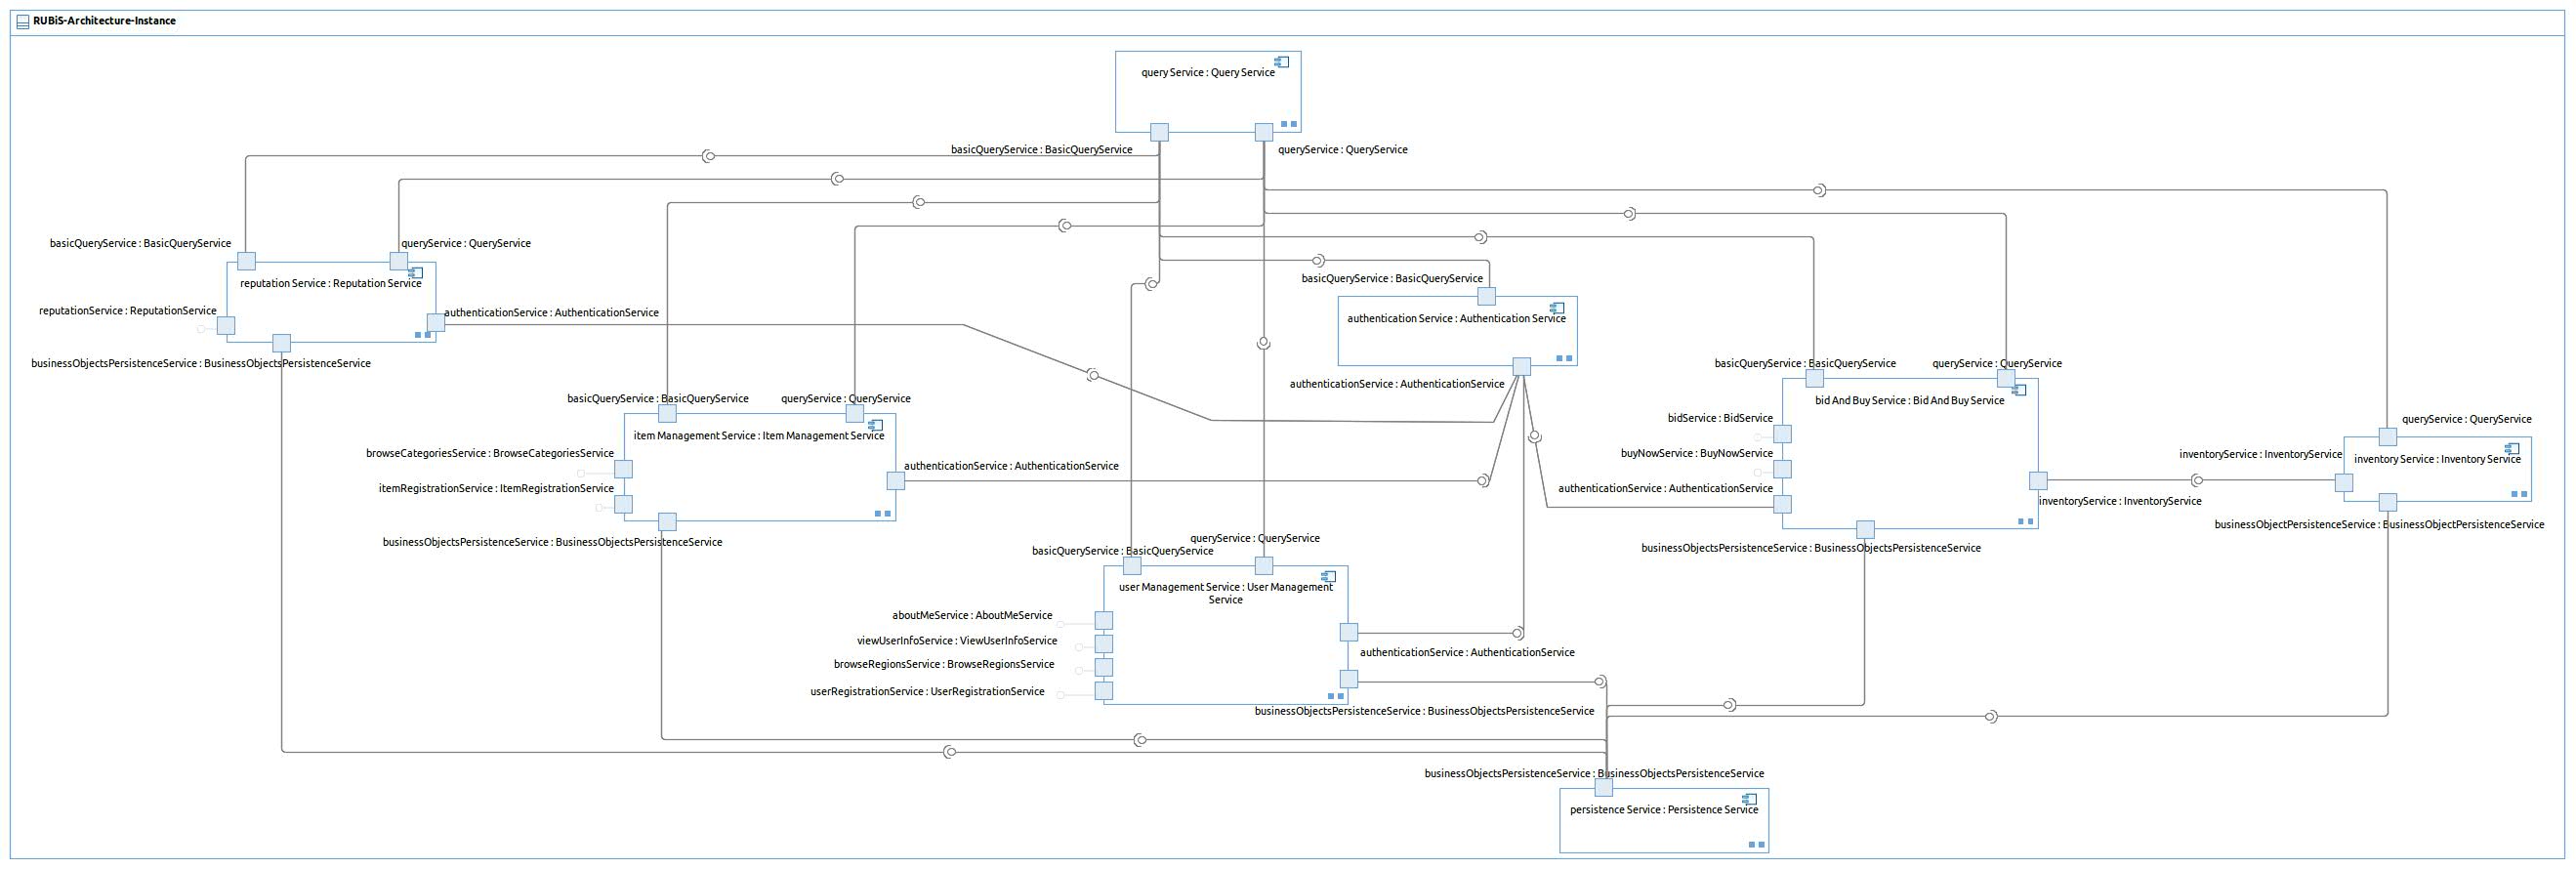 RUBiS-Architecture-Instance
query Service : Query Service
basicQueryService : BasicQueryService
queryService : QueryService
basicQueryService : BasicQueryService
queryService : QueryService
reputation Service : Reputation Service
reputationService : ReputationService
authenticationService : AuthenticationService
businessObjectsPersistenceService : BusinessObjectsPersistenceService
basicQueryService : BasicQueryService
authentication Service : Authentication Service
authenticationService : AuthenticationService
basicQueryService : BasicQueryService
queryService : QueryService
item Management Service : Item Management Service
browseCategoriesService : BrowseCategoriesService
itemRegistrationService : ItemRegistrationService
authenticationService : AuthenticationService
businessObjectsPersistenceService : BusinessObjectsPersistenceService
basicQueryService : BasicQueryService
queryService : QueryService
bid And Buy Service : Bid And Buy Service
bidService : BidService
buyNowService : BuyNowService
authenticationService : AuthenticationService
inventoryService : InventoryService
businessObjectsPersistenceService : BusinessObjectsPersistenceService
queryService : QueryService
inventoryService : InventoryService
inventory Service : Inventory Service
businessObjectPersistenceService : BusinessObjectPersistenceService
queryService : QueryService
basicQueryService : BasicQueryService
user Management Service : User Management
Service
aboutMeService : AboutMeService
viewUserInfoService : ViewUserInfoService
browseRegionsService : BrowseRegionsService
userRegistrationService : UserRegistrationService
authenticationService : AuthenticationService
businessObjectsPersistenceService : BusinessObjectsPersistenceService
businessObjectsPersistenceService : BusinessObjectsPersistenceService
persistence Service : Persistence Service